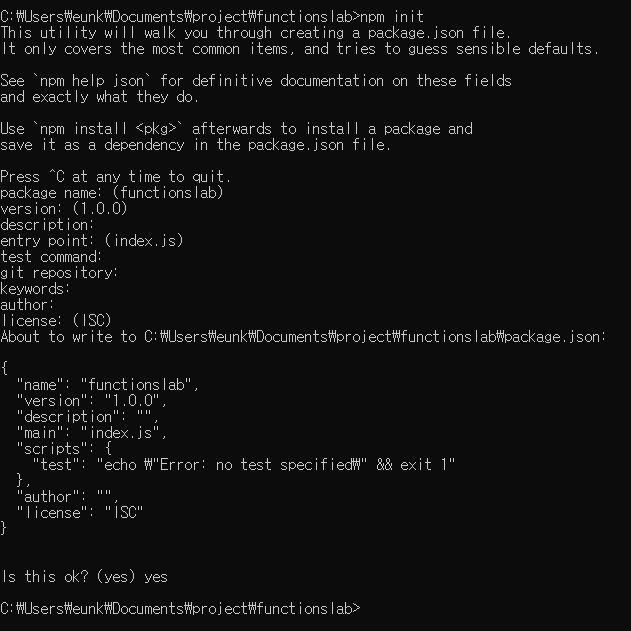 C:₩Users₩eunk₩Documents₩project₩functionslab>npm init
This utility will walk you through creating a package.json file.
It only covers the most common items, and tries to guess sensible defaults.
See `npm help json` for definitive documentation on these fields
and exactly what they do.
Use `npm install <pkg>` afterwards to install a package and
save it as a dependency in the package.json file.
Press ^C at any time to quit.
package name: (functionslab)
version: (1.0.0)
description:
entry point: (index.js)
test command:
git repository:
keywords:
author:
license: (ISC)
About to write to C:₩Users₩eunk₩Documents₩project₩functionslab₩package.json:
{
  "name": "functionslab",
  "version": "1.0.0",
  "description": "",
  "main": "index.js",
  "scripts": {
    "test": "echo ₩"Error: no test specified₩" && exit 1"
  },
  "author": "",
  "license": "ISC"
}
Is this ok? (yes) yes
C:₩Users₩eunk₩Documents₩project₩functionslab>